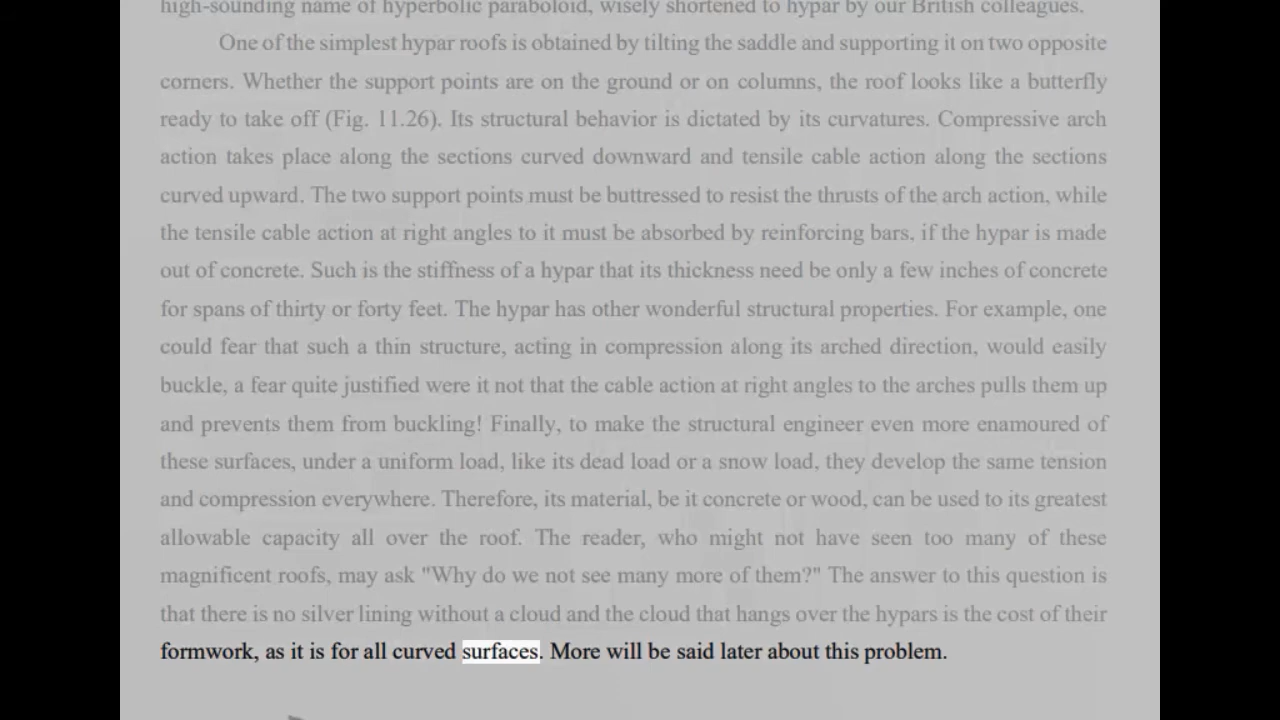 high-sounding name of hyperbolic paraboloid, wisely shortened to hypar by our British colleagues.
One of the simplest hypar roofs is obtained by tilting the saddle and supporting it on two opposite
corners. Whether the support points are on the ground or on columns, the roof looks like a butterfly
ready to take off (Fig. 11.26). Its structural behavior is dictated by its curvatures. Compressive arch
action takes place along the sections curved downward and tensile cable action along the sections
curved upward. The two support points must be buttressed to resist the thrusts of the arch action, while
the tensile cable action at right angles to it must be absorbed by reinforcing bars, if the hypar is made
out of concrete. Such is the stiffness of a hypar that its thickness need be only a few inches of concrete
for spans of thirty or forty feet. The hypar has other wonderful structural properties. For example, one
could fear that such a thin structure, acting in compression along its arched direction, would easily
buckle, a fear quite justified were it not that the cable action at right angles to the arches pulls them up
and prevents them from buckling! Finally, to make the structural engineer even more enamoured of
these surfaces, under a uniform load, like its dead load or a snow load, they develop the same tension
and compression everywhere. Therefore, its material, be it concrete or wood, can be used to its greatest
allowable capacity all over the roof. The reader, who might not have seen too many of these
magnificent roofs, may ask "Why do we not see many more of them?" The answer to this question is
that there is no silver lining without a cloud and the cloud that hangs over the hypars is the cost of their
formwork, as it is for all curved surfaces. More will be said later about this problem.